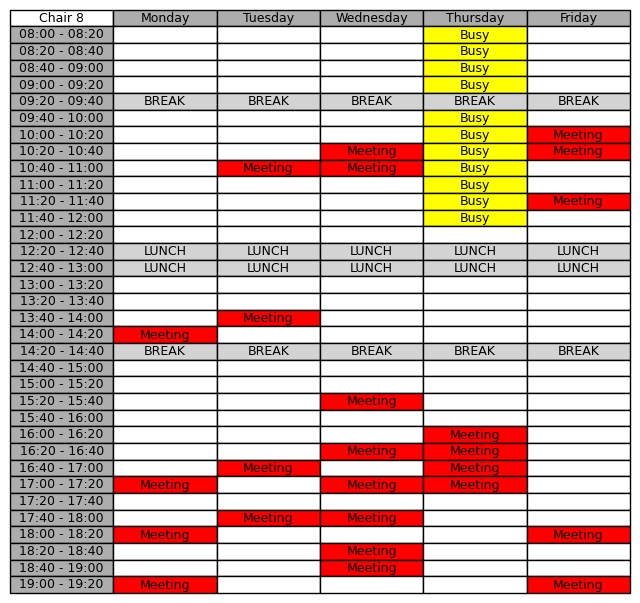 Chair 8 Monday Tuesday Wednesday Thursday Friday
08:00 - 08:20 Busy
08:20 - 08:40 Busy
08:40 - 09:00 Busy
09:00 - 09:20 Busy
09:20 - 09:40 BREAK BREAK BREAK BREAK BREAK
09:40 - 10:00 Busy
10:00 - 10:20 Busy Meeting
10:20 - 10:40 Meeting Busy Meeting
10:40 - 11:00 Meeting Meeting Busy
11:00 - 11:20 Busy
11:20 - 11:40 Busy Meeting
11:40 - 12:00 Busy
12:00 - 12:20
12:20 - 12:40 LUNCH LUNCH LUNCH LUNCH LUNCH
12:40 - 13:00 LUNCH LUNCH LUNCH LUNCH LUNCH
13:00 - 13:20
13:20 - 13:40
13:40 - 14:00 Meeting
14:00 - 14:20 Meeting
14:20 - 14:40 BREAK BREAK BREAK BREAK BREAK
14:40 - 15:00
15:00 - 15:20
15:20 - 15:40 Meeting
15:40 - 16:00
16:00 - 16:20 Meeting
16:20 - 16:40 Meeting Meeting
16:40 - 17:00 Meeting Meeting
17:00 - 17:20 Meeting Meeting Meeting
17:20 - 17:40
17:40 - 18:00 Meeting Meeting
18:00 - 18:20 Meeting Meeting
18:20 - 18:40 Meeting
18:40 - 19:00 Meeting
19:00 - 19:20 Meeting Meeting